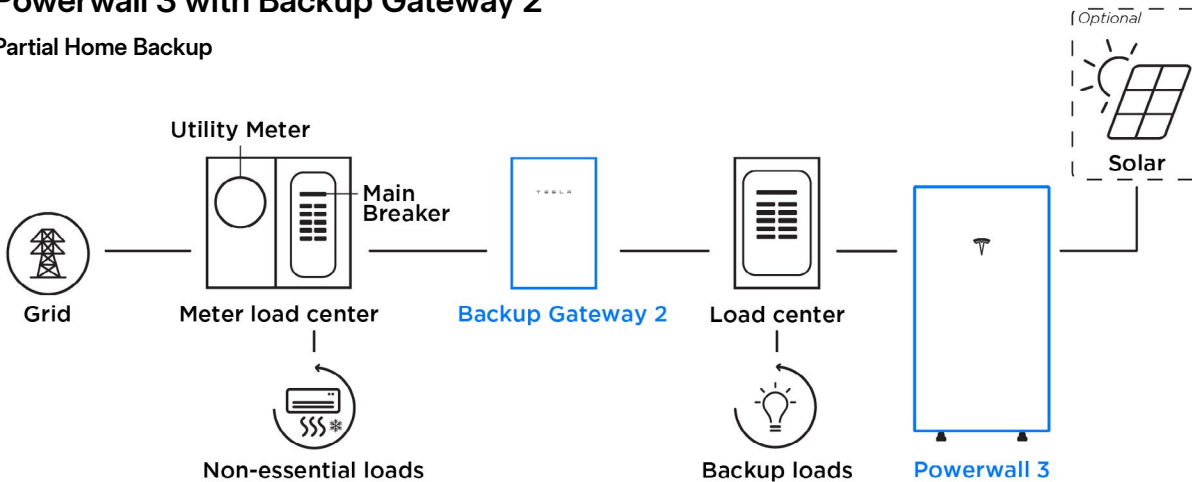 Powerwall 3 with Backup Gateway 2
Partial Home Backup
Optional
Solar
Utility Meter
Main
Breaker
TESLA
Grid
Meter load center
Backup Gateway 2
Load center
Non-essential loads
Backup loads
Powerwall 3